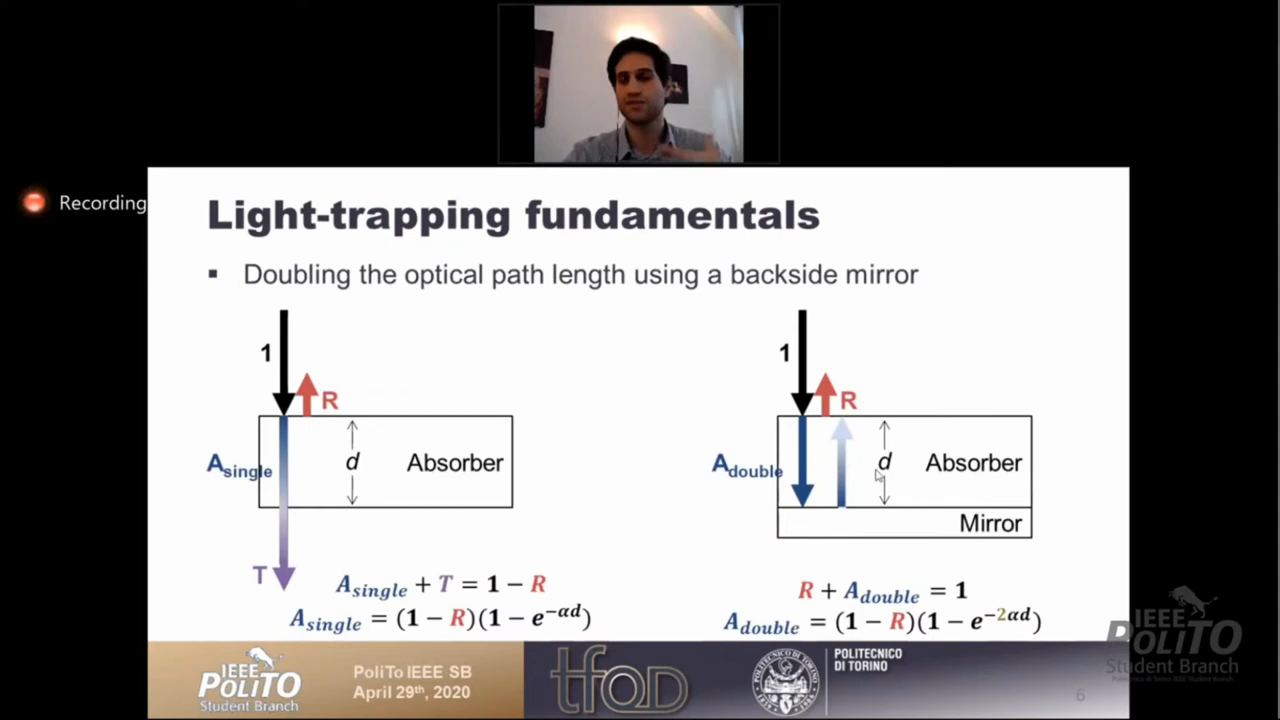 Recording
Light-trapping fundamentals
▪ Doubling the optical path length using a backside mirror
1
R
A_single
d
Absorber
T
A_single + T = 1 − R
A_single = (1 − R)(1 − e^−αd)
1
R
A_double
d
Absorber
Mirror
R + A_double = 1
A_double = (1 − R)(1 − e^−2αd)
IEEE
POLITO
Student Branch
PoliTo IEEE SB
April 29th, 2020
tfQD
POLITECNICO
DI TORINO
6
IEEE
POLITO
Student Branch